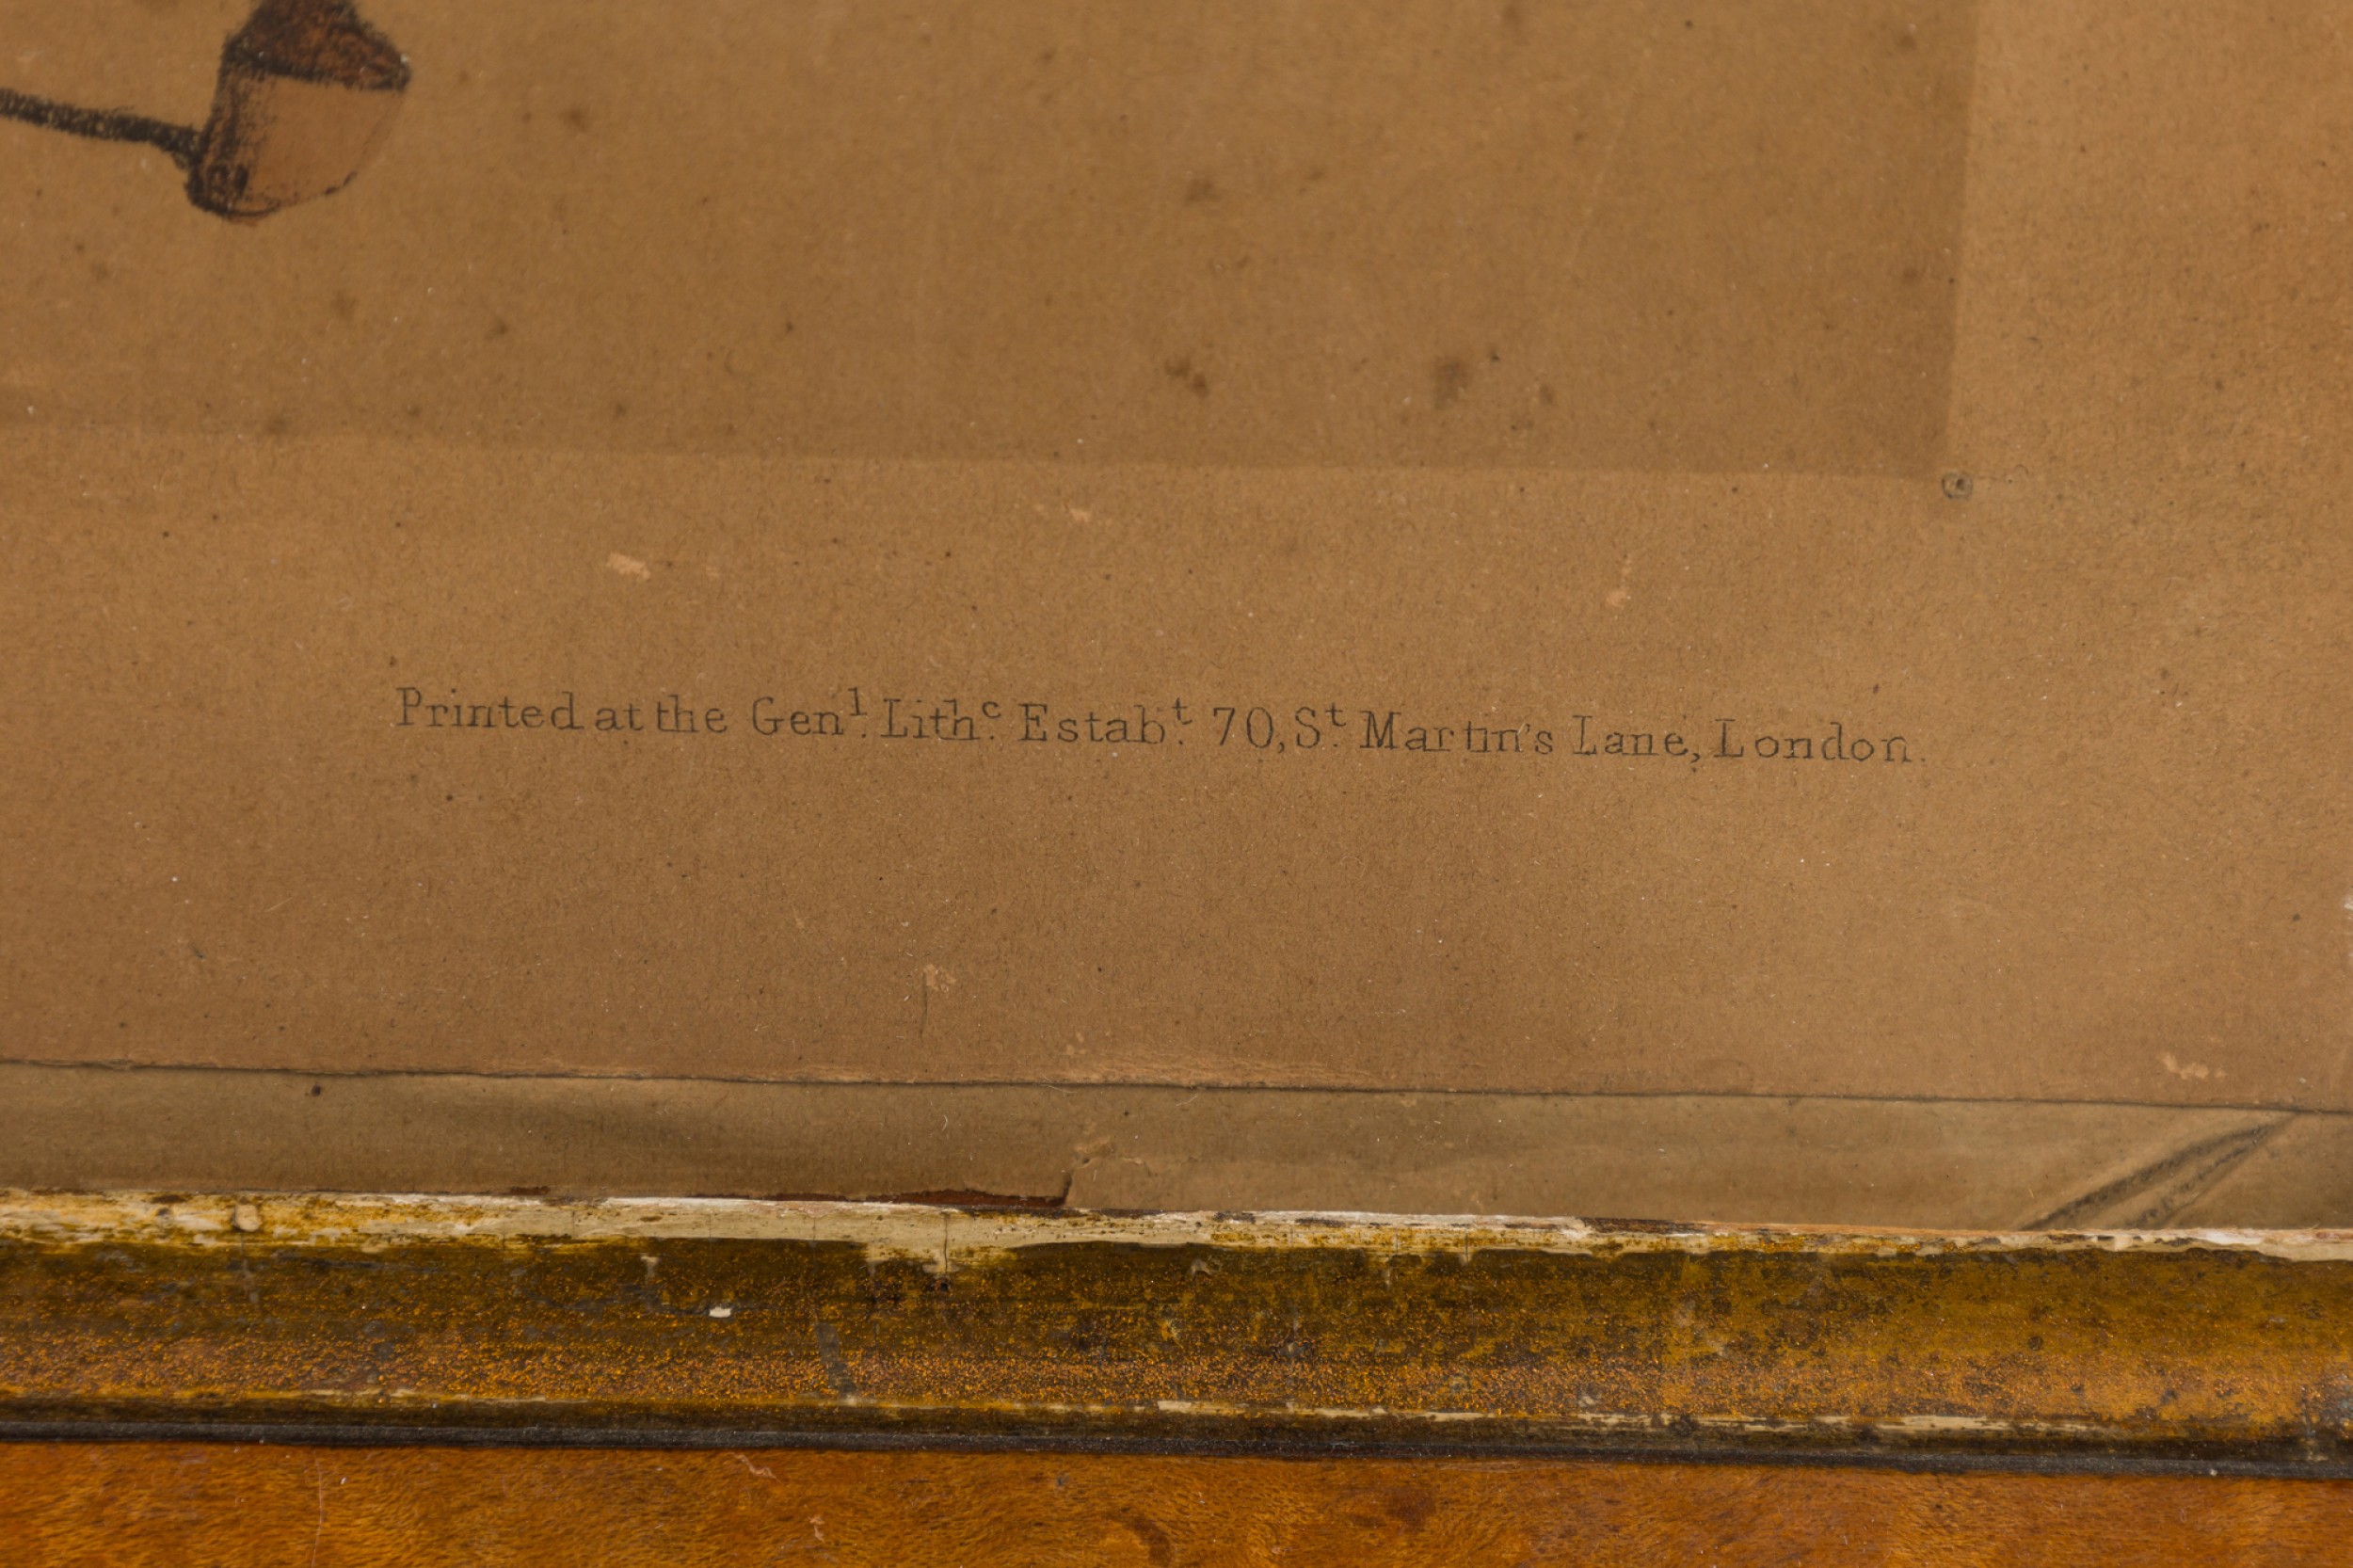 Printed at the Genl. Lithc. Estabt. 70, St. Martin's Lane, London.